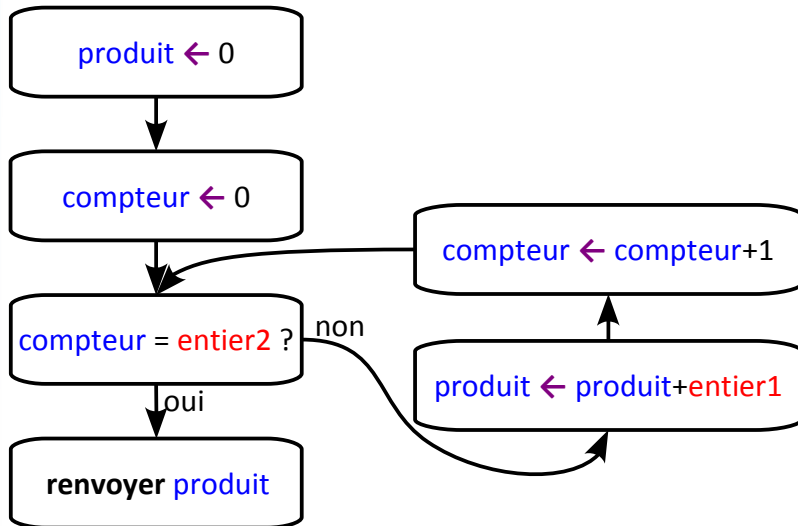 produit ← 0
compteur ← 0
compteur = entier2 ?
non
oui
renvoyer produit
compteur ← compteur+1
produit ← produit+entier1